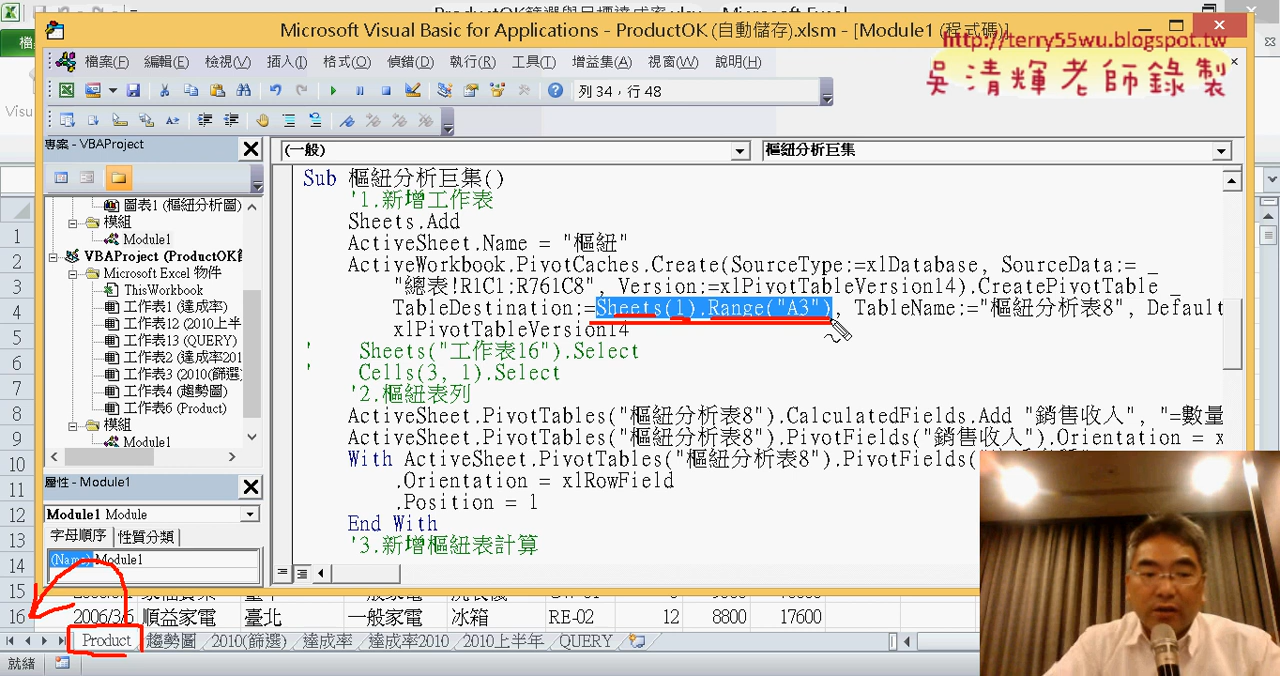 Microsoft Visual Basic for Applications - ProductOK (自動儲存).xlsm - [Module1 (程式碼)]
http://terry55wu.blogspot.tw
吳清輝老師錄製
檔案(F) 編輯(E) 檢視(V) 插入(I) 格式(O) 偵錯(D) 執行(R) 工具(T) 增益集(A) 視窗(W) 說明(H)
列 34, 行 48
專案 - VBAProject
(一般)
樞紐分析巨集
圖表1 (樞紐分析圖)
模組
Module1
VBAProject (ProductOK
Microsoft Excel 物件
ThisWorkbook
工作表1 (達成率)
工作表12 (2010上半
工作表13 (QUERY)
工作表2 (達成率201
工作表3 (2010(篩選
工作表4 (趨勢圖)
工作表6 (Product)
模組
Module1
屬性 - Module1
Module1 Module
字母順序 性質分類
(Name) Module1
Sub 樞紐分析巨集()
'1.新增工作表
Sheets.Add
ActiveSheet.Name = "樞紐"
ActiveWorkbook.PivotCaches.Create(SourceType:=xlDatabase, SourceData:= _
"總表!R1C1:R761C8", Version:=xlPivotTableVersion14).CreatePivotTable _
TableDestination:=Sheets(1).Range("A3"), TableName:="樞紐分析表8", Default
xlPivotTableVersion14
' Sheets("工作表16").Select
' Cells(3, 1).Select
'2.樞紐表列
ActiveSheet.PivotTables("樞紐分析表8").CalculatedFields.Add "銷售收入", "=數量
ActiveSheet.PivotTables("樞紐分析表8").PivotFields("銷售收入").Orientation = x
With ActiveSheet.PivotTables("樞紐分析表8").PivotFields("
.Orientation = xlRowField
.Position = 1
End With
'3.新增樞紐表計算
1
2
3
4
5
6
7
8
9
10
11
12
13
14
15
16 2006/3/6 順益家電 臺北 一般家電 冰箱 RE-02 12 8800 17600
Product 趨勢圖 2010(篩選) 達成率 達成率2010 2010上半年 QUERY
就緒